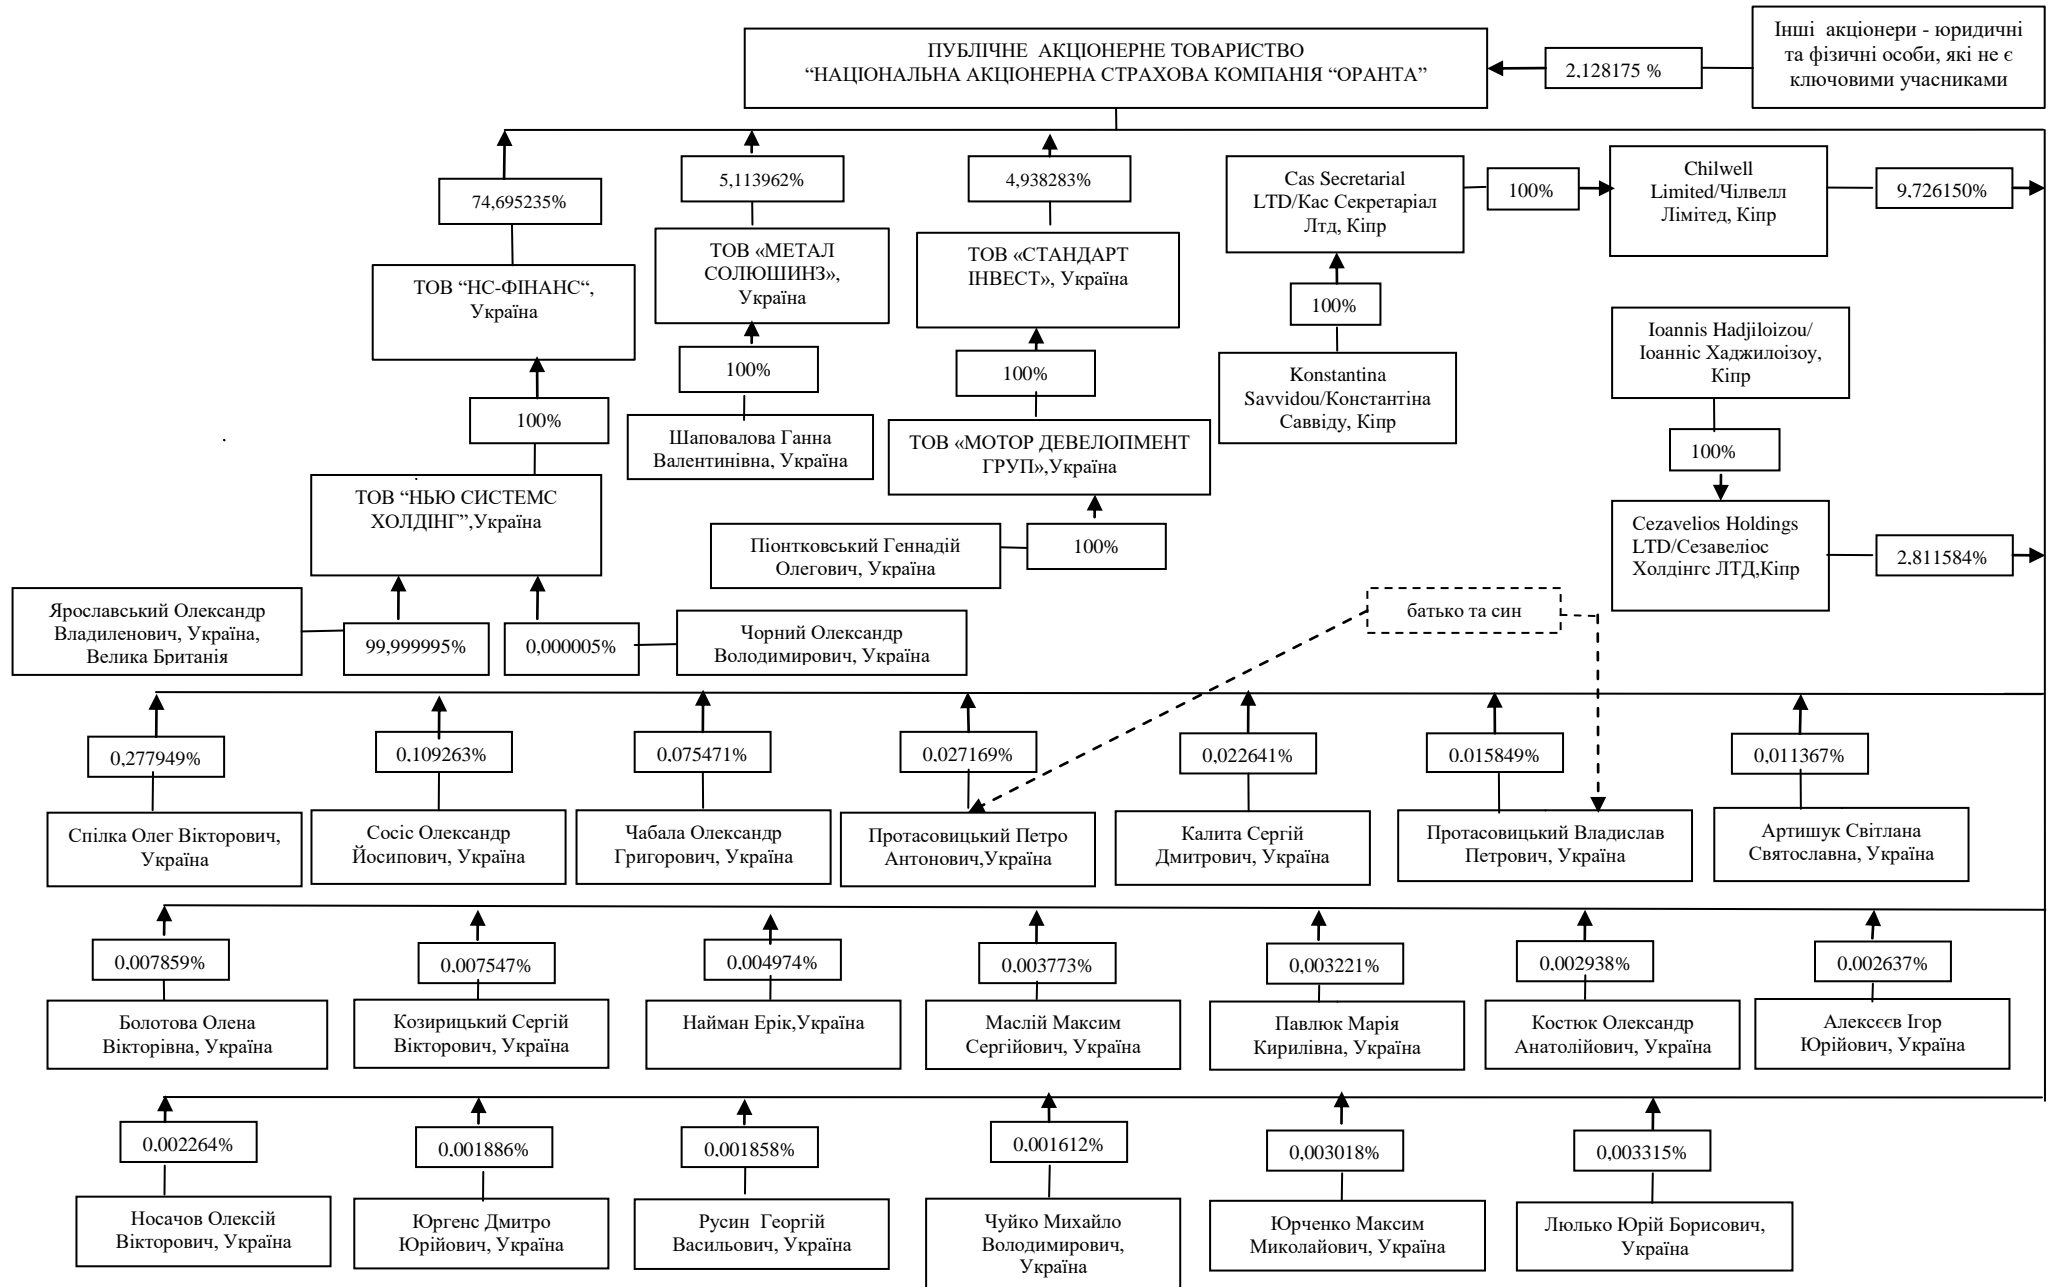 ПУБЛІЧНЕ АКЦІОНЕРНЕ ТОВАРИСТВО
“НАЦІОНАЛЬНА АКЦІОНЕРНА СТРАХОВА КОМПАНІЯ “ОРАНТА”
2,128175 %
Інші акціонери - юридичні
та фізичні особи, які не є
ключовими учасниками
74,695235%
5,113962%
4,938283%
Cas Secretarial
LTD/Кас Секретаріал
Лтд, Кіпр
100%
Chilwell
Limited/Чілвелл
Лімітед, Кіпр
9,726150%
ТОВ “НС-ФІНАНС“,
Україна
ТОВ «МЕТАЛ
СОЛЮШИНЗ»,
Україна
ТОВ «СТАНДАРТ
ІНВЕСТ», Україна
100%
Ioannis Hadjiloizou/
Іоанніс Хаджилоізоу,
Кіпр
100%
100%
Konstantina
Savvidou/Константіна
Саввіду, Кіпр
100%
Шаповалова Ганна
Валентинівна, Україна
ТОВ «МОТОР ДЕВЕЛОПМЕНТ
ГРУП»,Україна
100%
ТОВ “НЬЮ СИСТЕМС
ХОЛДІНГ”,Україна
Піонтковський Геннадій
Олегович, Україна
100%
Cezavelios Holdings
LTD/Сезавеліос
Холдінгс ЛТД,Кіпр
2,811584%
Ярославський Олександр
Владиленович, Україна,
Велика Британія
99,999995%
0,000005%
Чорний Олександр
Володимирович, Україна
батько та син
0,277949%
0,109263%
0,075471%
0,027169%
0,022641%
0,015849%
0,011367%
Спілка Олег Вікторович,
Україна
Сосіс Олександр
Йосипович, Україна
Чабала Олександр
Григорович, Україна
Протасовицький Петро
Антонович,Україна
Калита Сергій
Дмитрович, Україна
Протасовицький Владислав
Петрович, Україна
Артишук Світлана
Святославна, Україна
0,007859%
0,007547%
0,004974%
0,003773%
0,003221%
0,002938%
0,002637%
Болотова Олена
Вікторівна, Україна
Козирицький Сергій
Вікторович, Україна
Найман Ерік,Україна
Маслій Максим
Сергійович, Україна
Павлюк Марія
Кирилівна, Україна
Костюк Олександр
Анатолійович, Україна
Алексєєв Ігор
Юрійович, Україна
0,002264%
0,001886%
0,001858%
0,001612%
0,003018%
0,003315%
Носачов Олексій
Вікторович, Україна
Юргенс Дмитро
Юрійович, Україна
Русин Георгій
Васильович, Україна
Чуйко Михайло
Володимирович,
Україна
Юрченко Максим
Миколайович, Україна
Люлько Юрій Борисович,
Україна